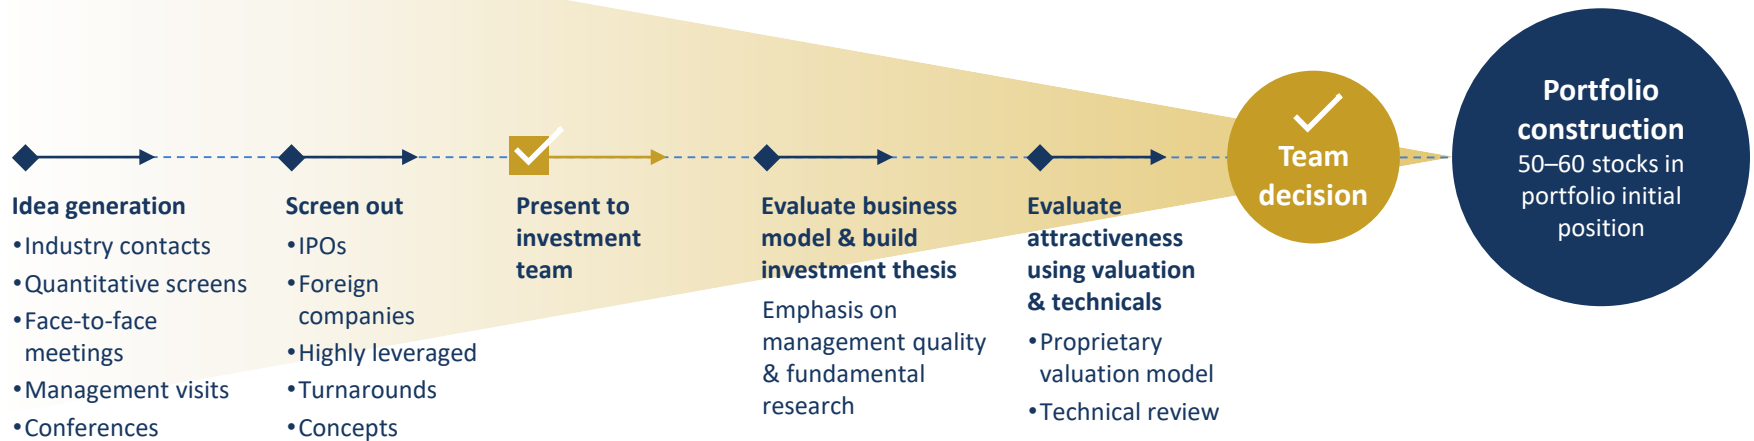 Idea generation
•Industry contacts
•Quantitative screens
•Face-to-face
meetings
•Management visits
•Conferences
Screen out
•IPOs
•Foreign
companies
•Highly leveraged
•Turnarounds
•Concepts
Present to
investment
team
Evaluate business
model & build
investment thesis
Emphasis on
management quality
& fundamental
research
Evaluate
attractiveness
using valuation
& technicals
•Proprietary
valuation model
•Technical review
Team
decision
Portfolio
construction
50–60 stocks in
portfolio initial
position